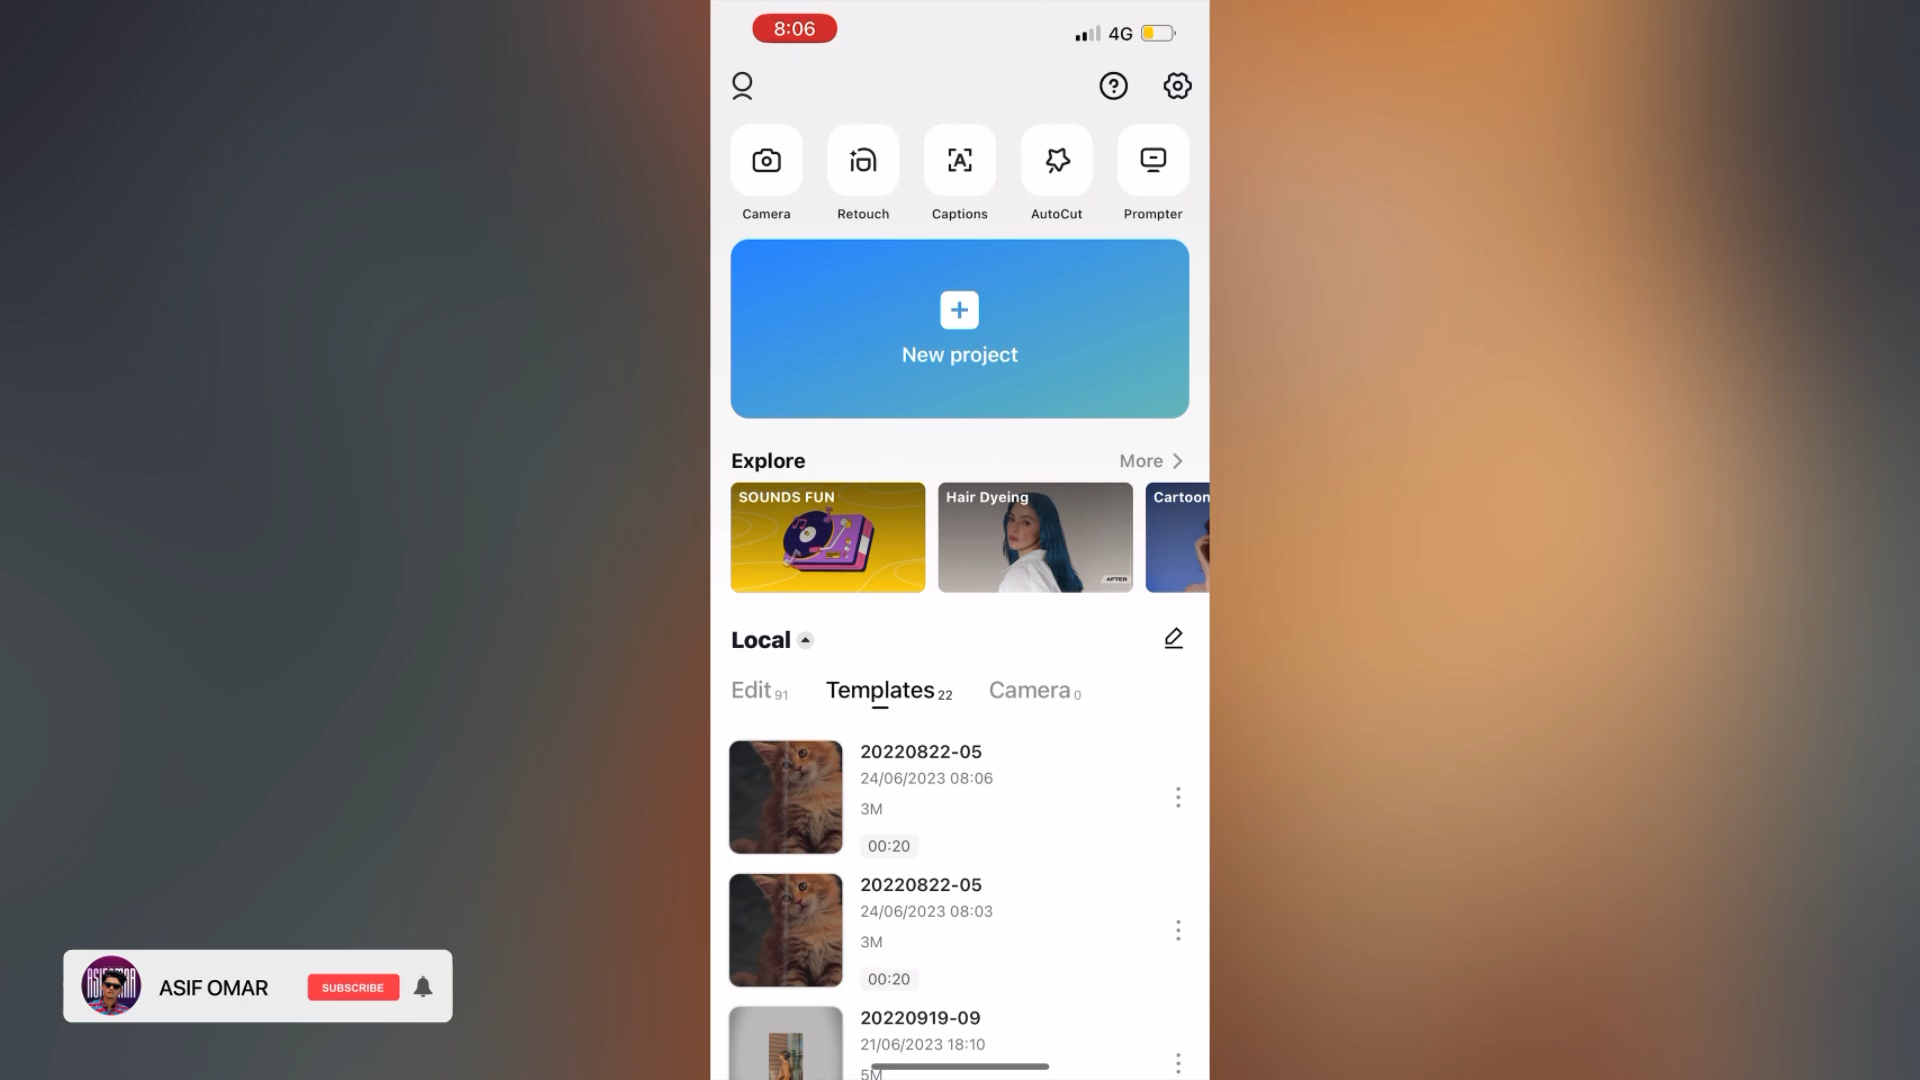 8:06
4G
Camera
Retouch
Captions
AutoCut
Prompter
New project
Explore
More
SOUNDS FUN
Hair Dyeing
AFTER
Cartoon
Local
Edit 91
Templates 22
Camera 0
20220822-05
24/06/2023 08:06
3M
00:20
20220822-05
24/06/2023 08:03
3M
00:20
20220919-09
21/06/2023 18:10
5M
ASIF OMAR
SUBSCRIBE